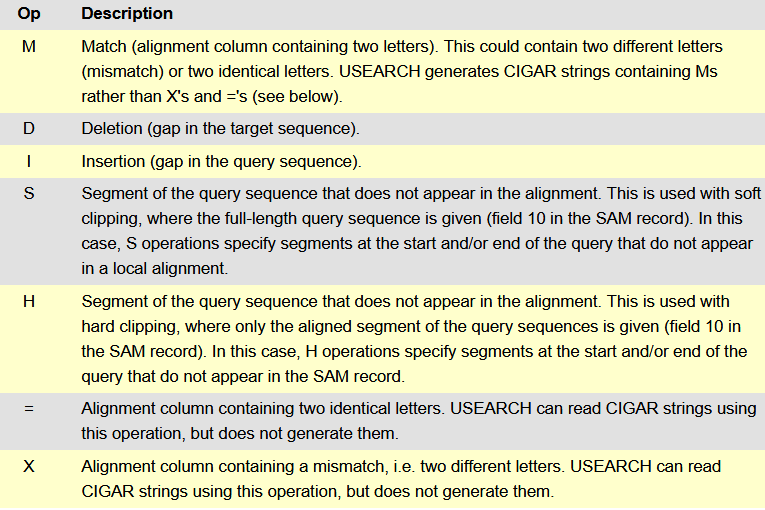 Op Description
M Match (alignment column containing two letters). This could contain two different letters
(mismatch) or two identical letters. USEARCH generates CIGAR strings containing Ms
rather than X's and ='s (see below).
D Deletion (gap in the target sequence).
I Insertion (gap in the query sequence).
S Segment of the query sequence that does not appear in the alignment. This is used with soft
clipping, where the full-length query sequence is given (field 10 in the SAM record). In this
case, S operations specify segments at the start and/or end of the query that do not appear
in a local alignment.
H Segment of the query sequence that does not appear in the alignment. This is used with
hard clipping, where only the aligned segment of the query sequences is given (field 10 in
the SAM record). In this case, H operations specify segments at the start and/or end of the
query that do not appear in the SAM record.
= Alignment column containing two identical letters. USEARCH can read CIGAR strings using
this operation, but does not generate them.
X Alignment column containing a mismatch, i.e. two different letters. USEARCH can read
CIGAR strings using this operation, but does not generate them.